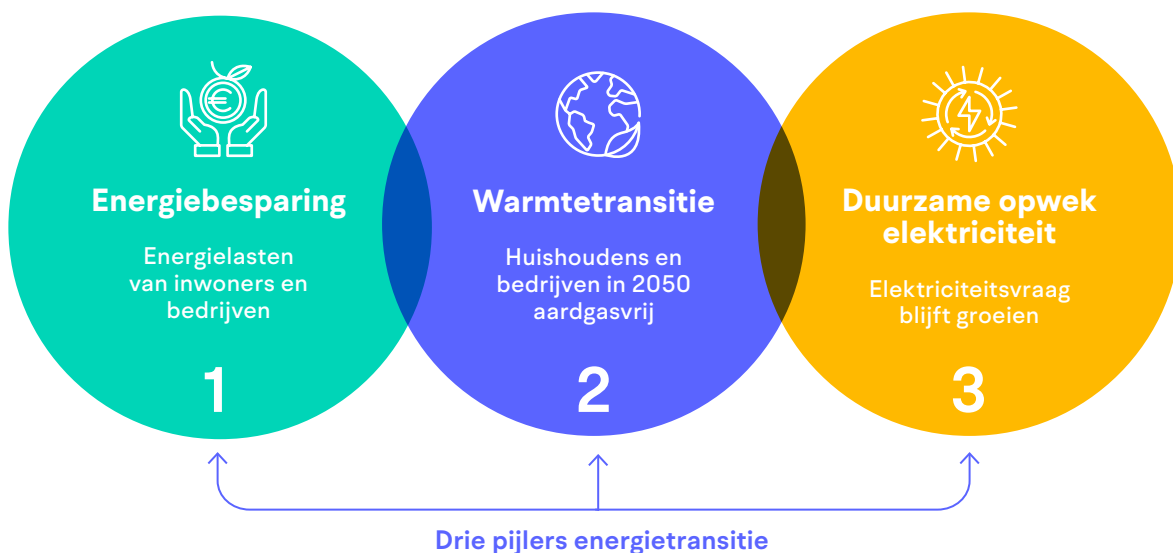 Energiebesparing
Energielasten
van inwoners en
bedrijven
1
Warmtetransitie
Huishoudens en
bedrijven in 2050
aardgasvrij
2
Duurzame opwek
elektriciteit
Elektriciteitsvraag
blijft groeien
3
Drie pijlers energietransitie